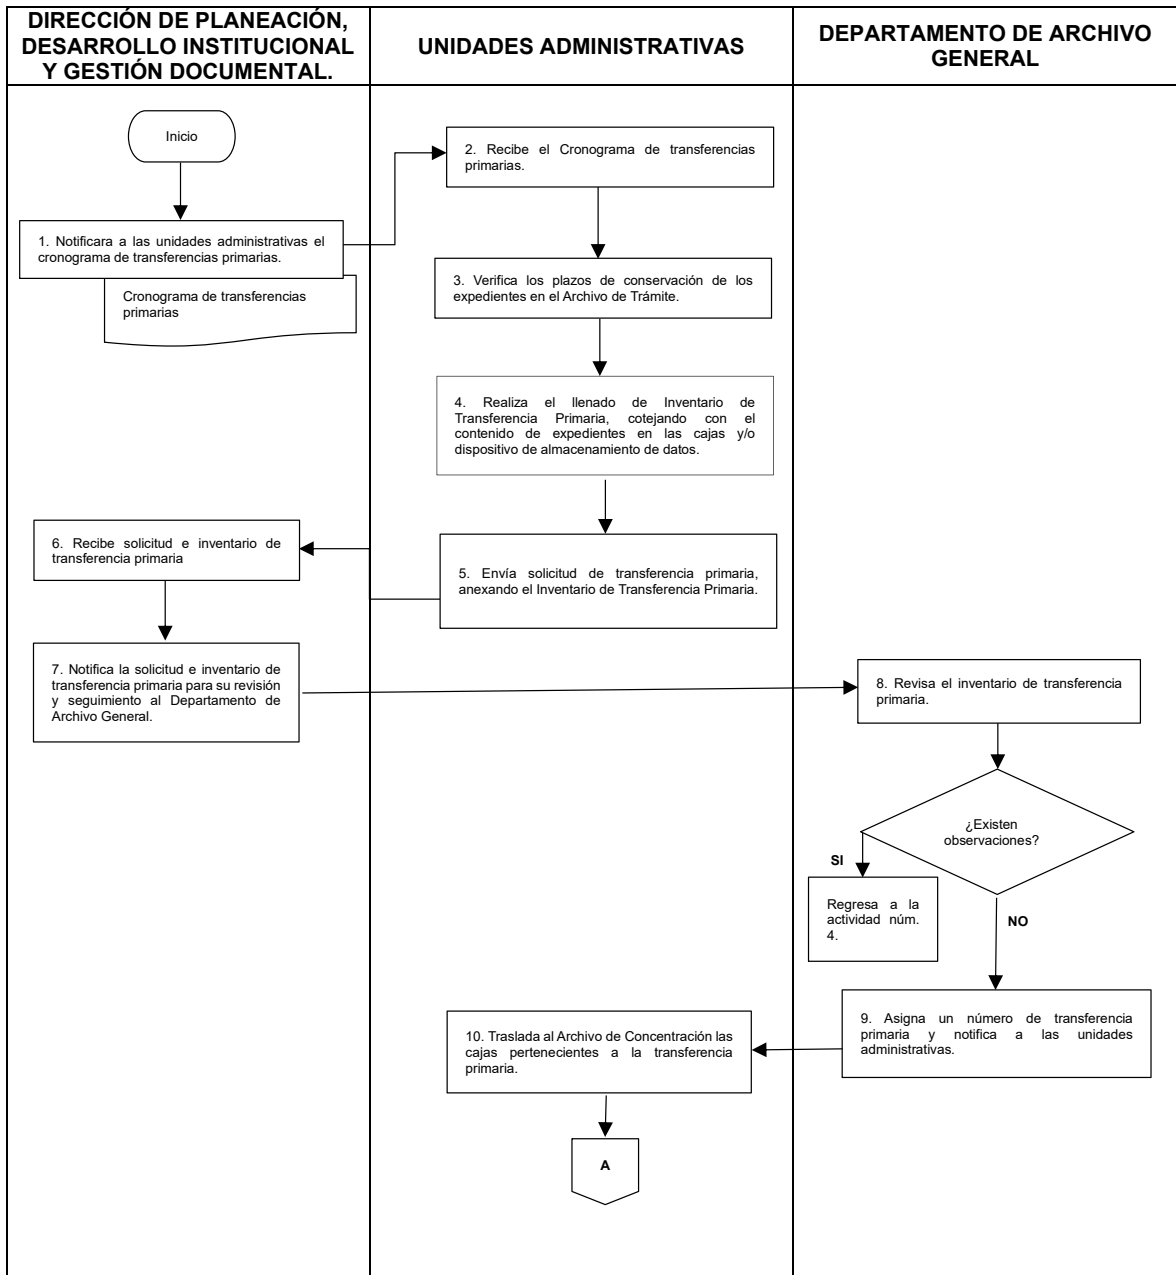 DIRECCIÓN DE PLANEACIÓN,
DESARROLLO INSTITUCIONAL
Y GESTIÓN DOCUMENTAL.
UNIDADES ADMINISTRATIVAS
DEPARTAMENTO DE ARCHIVO
GENERAL
Inicio
1. Notificara a las unidades administrativas el
cronograma de transferencias primarias.
Cronograma de transferencias
primarias
2. Recibe el Cronograma de transferencias
primarias.
3. Verifica los plazos de conservación de los
expedientes en el Archivo de Trámite.
4. Realiza el llenado de Inventario de
Transferencia Primaria, cotejando con el
contenido de expedientes en las cajas y/o
dispositivo de almacenamiento de datos.
5. Envía solicitud de transferencia primaria,
anexando el Inventario de Transferencia Primaria.
6. Recibe solicitud e inventario de
transferencia primaria
7. Notifica la solicitud e inventario de
transferencia primaria para su revisión
y seguimiento al Departamento de
Archivo General.
8. Revisa el inventario de transferencia
primaria.
¿Existen
observaciones?
SI
Regresa a la
actividad núm.
4.
NO
9. Asigna un número de transferencia
primaria y notifica a las unidades
administrativas.
10. Traslada al Archivo de Concentración las
cajas pertenecientes a la transferencia
primaria.
A